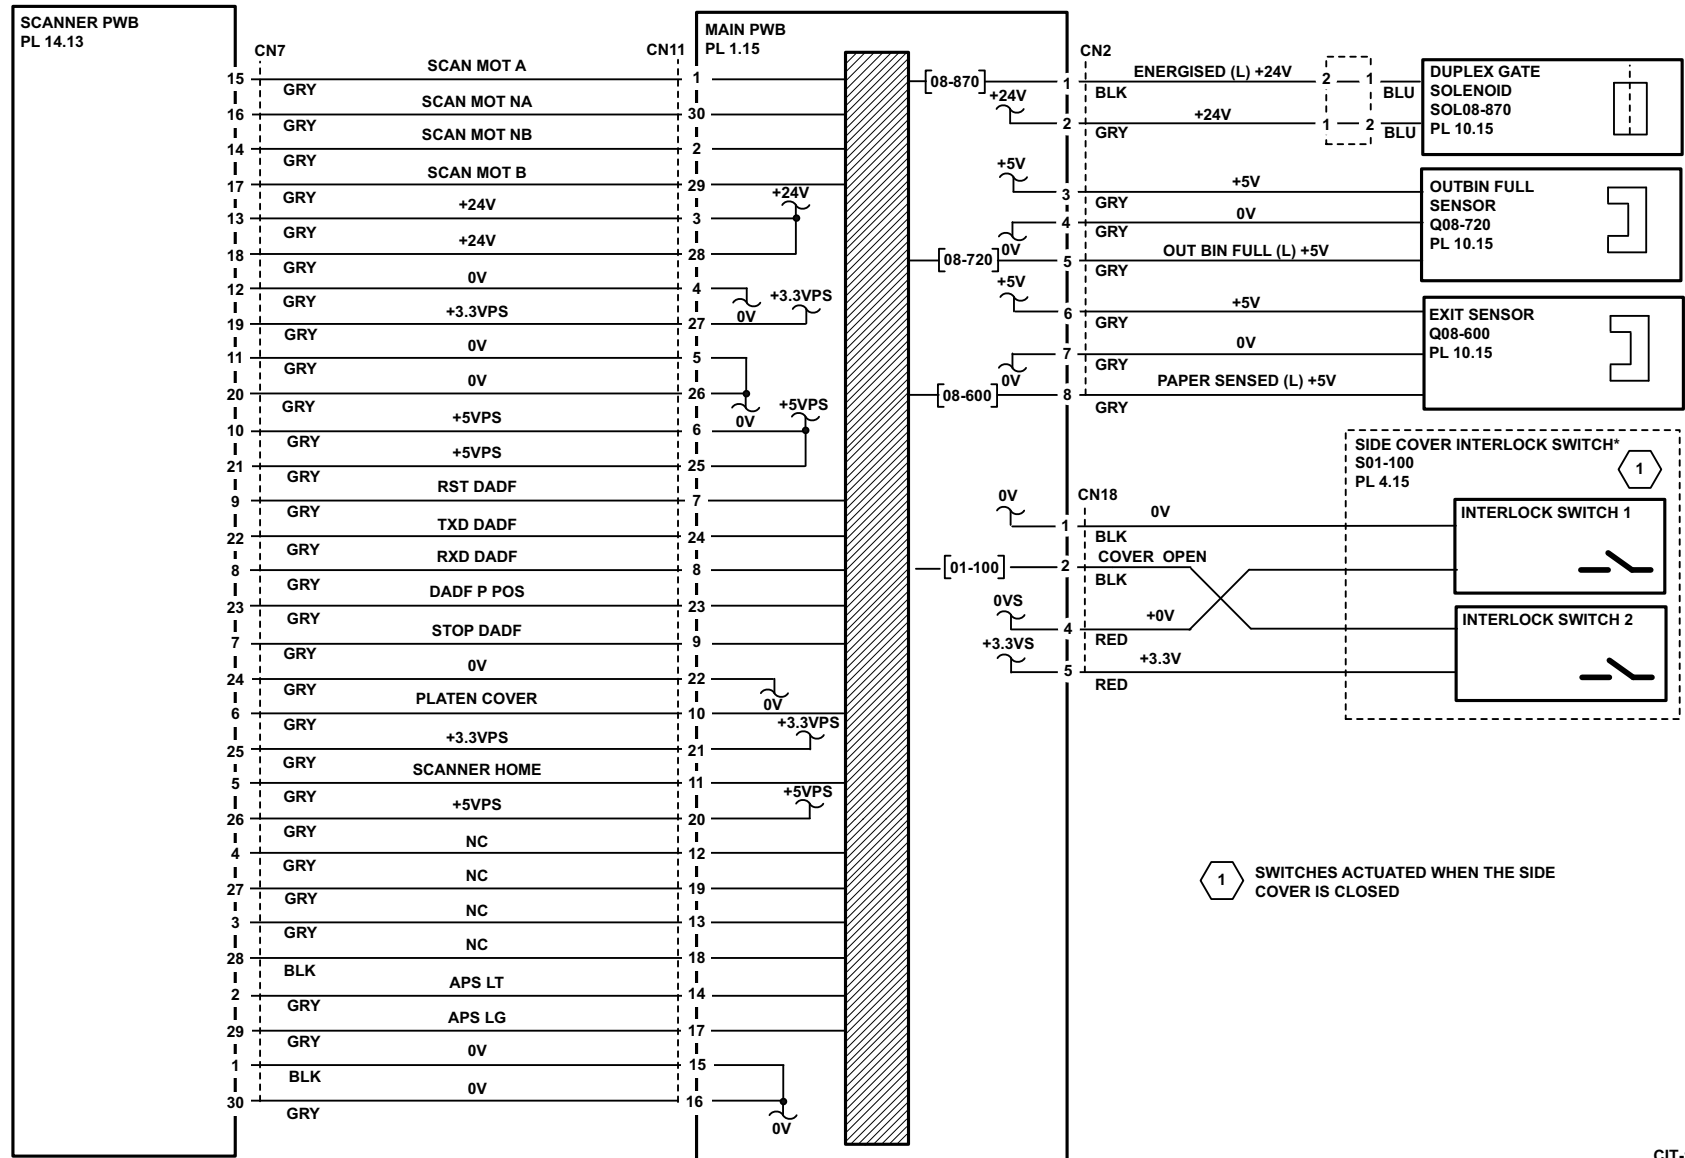 SCANNER PWB
PL 14.13
CN7
CN11
MAIN PWB
PL 1.15
15 GRY SCAN MOT A 1
16 GRY SCAN MOT NA 30
14 GRY SCAN MOT NB 2
17 GRY SCAN MOT B 29
13 GRY +24V 3 +24V
18 GRY +24V 28
12 GRY 0V 4 0V
19 GRY +3.3VPS 27 +3.3VPS
11 GRY 0V 5
20 GRY 0V 26 0V
10 GRY +5VPS 6 +5VPS
21 GRY +5VPS 25
9 GRY RST DADF 7
22 GRY TXD DADF 24
8 GRY RXD DADF 8
23 GRY DADF P POS 23
7 GRY STOP DADF 9
24 GRY 0V 22 0V
6 GRY PLATEN COVER 10
25 GRY +3.3VPS 21 +3.3VPS
5 GRY SCANNER HOME 11
26 GRY +5VPS 20 +5VPS
4 GRY NC 12
27 GRY NC 19
3 GRY NC 13
28 BLK NC 18
2 GRY APS LT 14
29 GRY APS LG 17
1 BLK 0V 15
30 GRY 0V 16 0V
CN2
[08-870] 1 BLK ENERGISED (L) +24V 2 1 BLU
+24V 2 GRY +24V 1 2 BLU
DUPLEX GATE
SOLENOID
SOL08-870
PL 10.15
+5V 3 GRY +5V
0V 4 GRY 0V
[08-720] 5 GRY OUT BIN FULL (L) +5V
OUTBIN FULL
SENSOR
Q08-720
PL 10.15
+5V 6 GRY +5V
0V 7 GRY 0V
[08-600] 8 GRY PAPER SENSED (L) +5V
EXIT SENSOR
Q08-600
PL 10.15
SIDE COVER INTERLOCK SWITCH*
S01-100
PL 4.15
1
CN18
0V 1 BLK 0V
[01-100] 2 BLK COVER OPEN
0VS 4 RED +0V
+3.3VS 5 RED +3.3V
INTERLOCK SWITCH 1
INTERLOCK SWITCH 2
1 SWITCHES ACTUATED WHEN THE SIDE
COVER IS CLOSED
CIT-